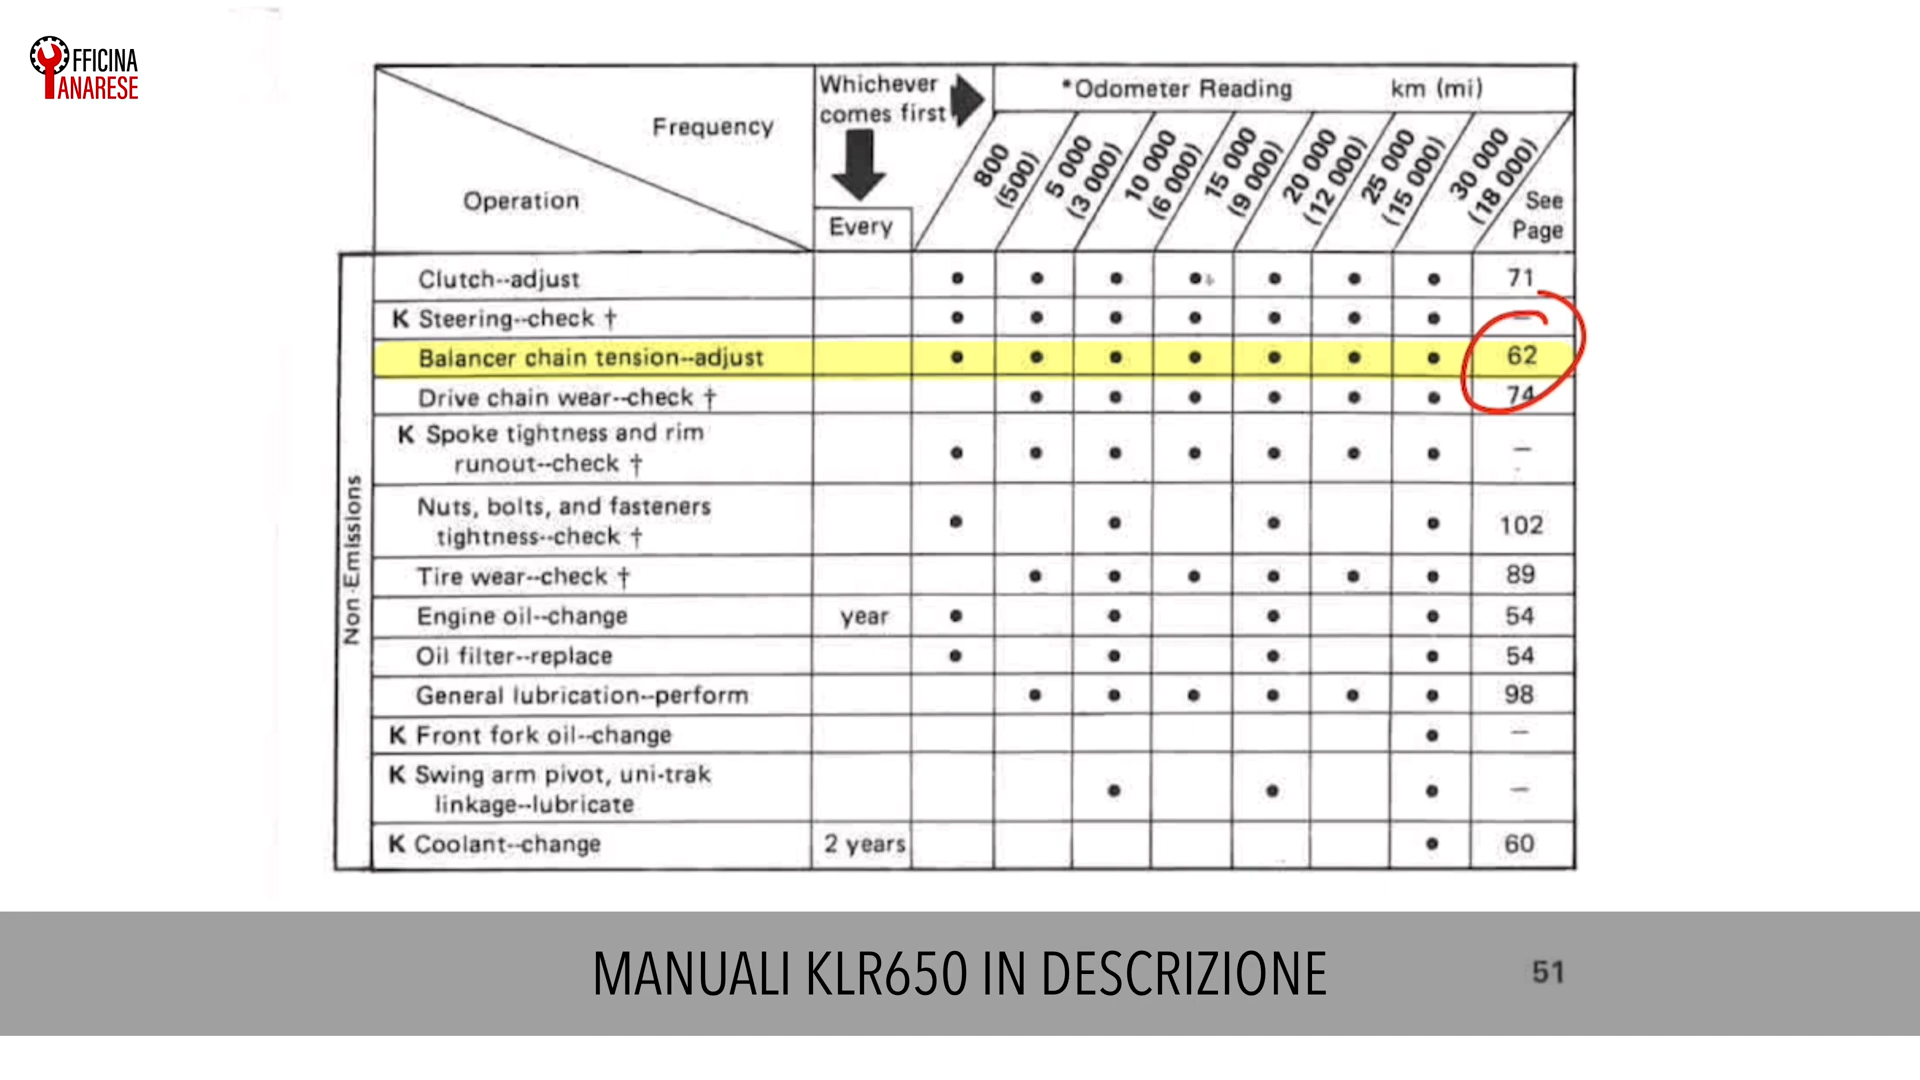 OFFICINA
TANARESE
Whichever
comes first
*Odometer Reading km (mi)
Frequency
Operation
Every
800
(500)
5 000
(3 000)
10 000
(6 000)
15 000
(9 000)
20 000
(12 000)
25 000
(15 000)
30 000
(18 000)
See
Page
Non-Emissions
Clutch--adjust • • • • • • • 71
K Steering--check † • • • • • • • –
Balancer chain tension--adjust • • • • • • • 62
Drive chain wear--check † • • • • • • 74
K Spoke tightness and rim
runout--check † • • • • • • • –
Nuts, bolts, and fasteners
tightness--check † • • • • 102
Tire wear--check † • • • • • • 89
Engine oil--change year • • • • 54
Oil filter--replace • • • • 54
General lubrication--perform • • • • • • 98
K Front fork oil--change • –
K Swing arm pivot, uni-trak
linkage--lubricate • • • –
K Coolant--change 2 years • 60
MANUALI KLR650 IN DESCRIZIONE
51